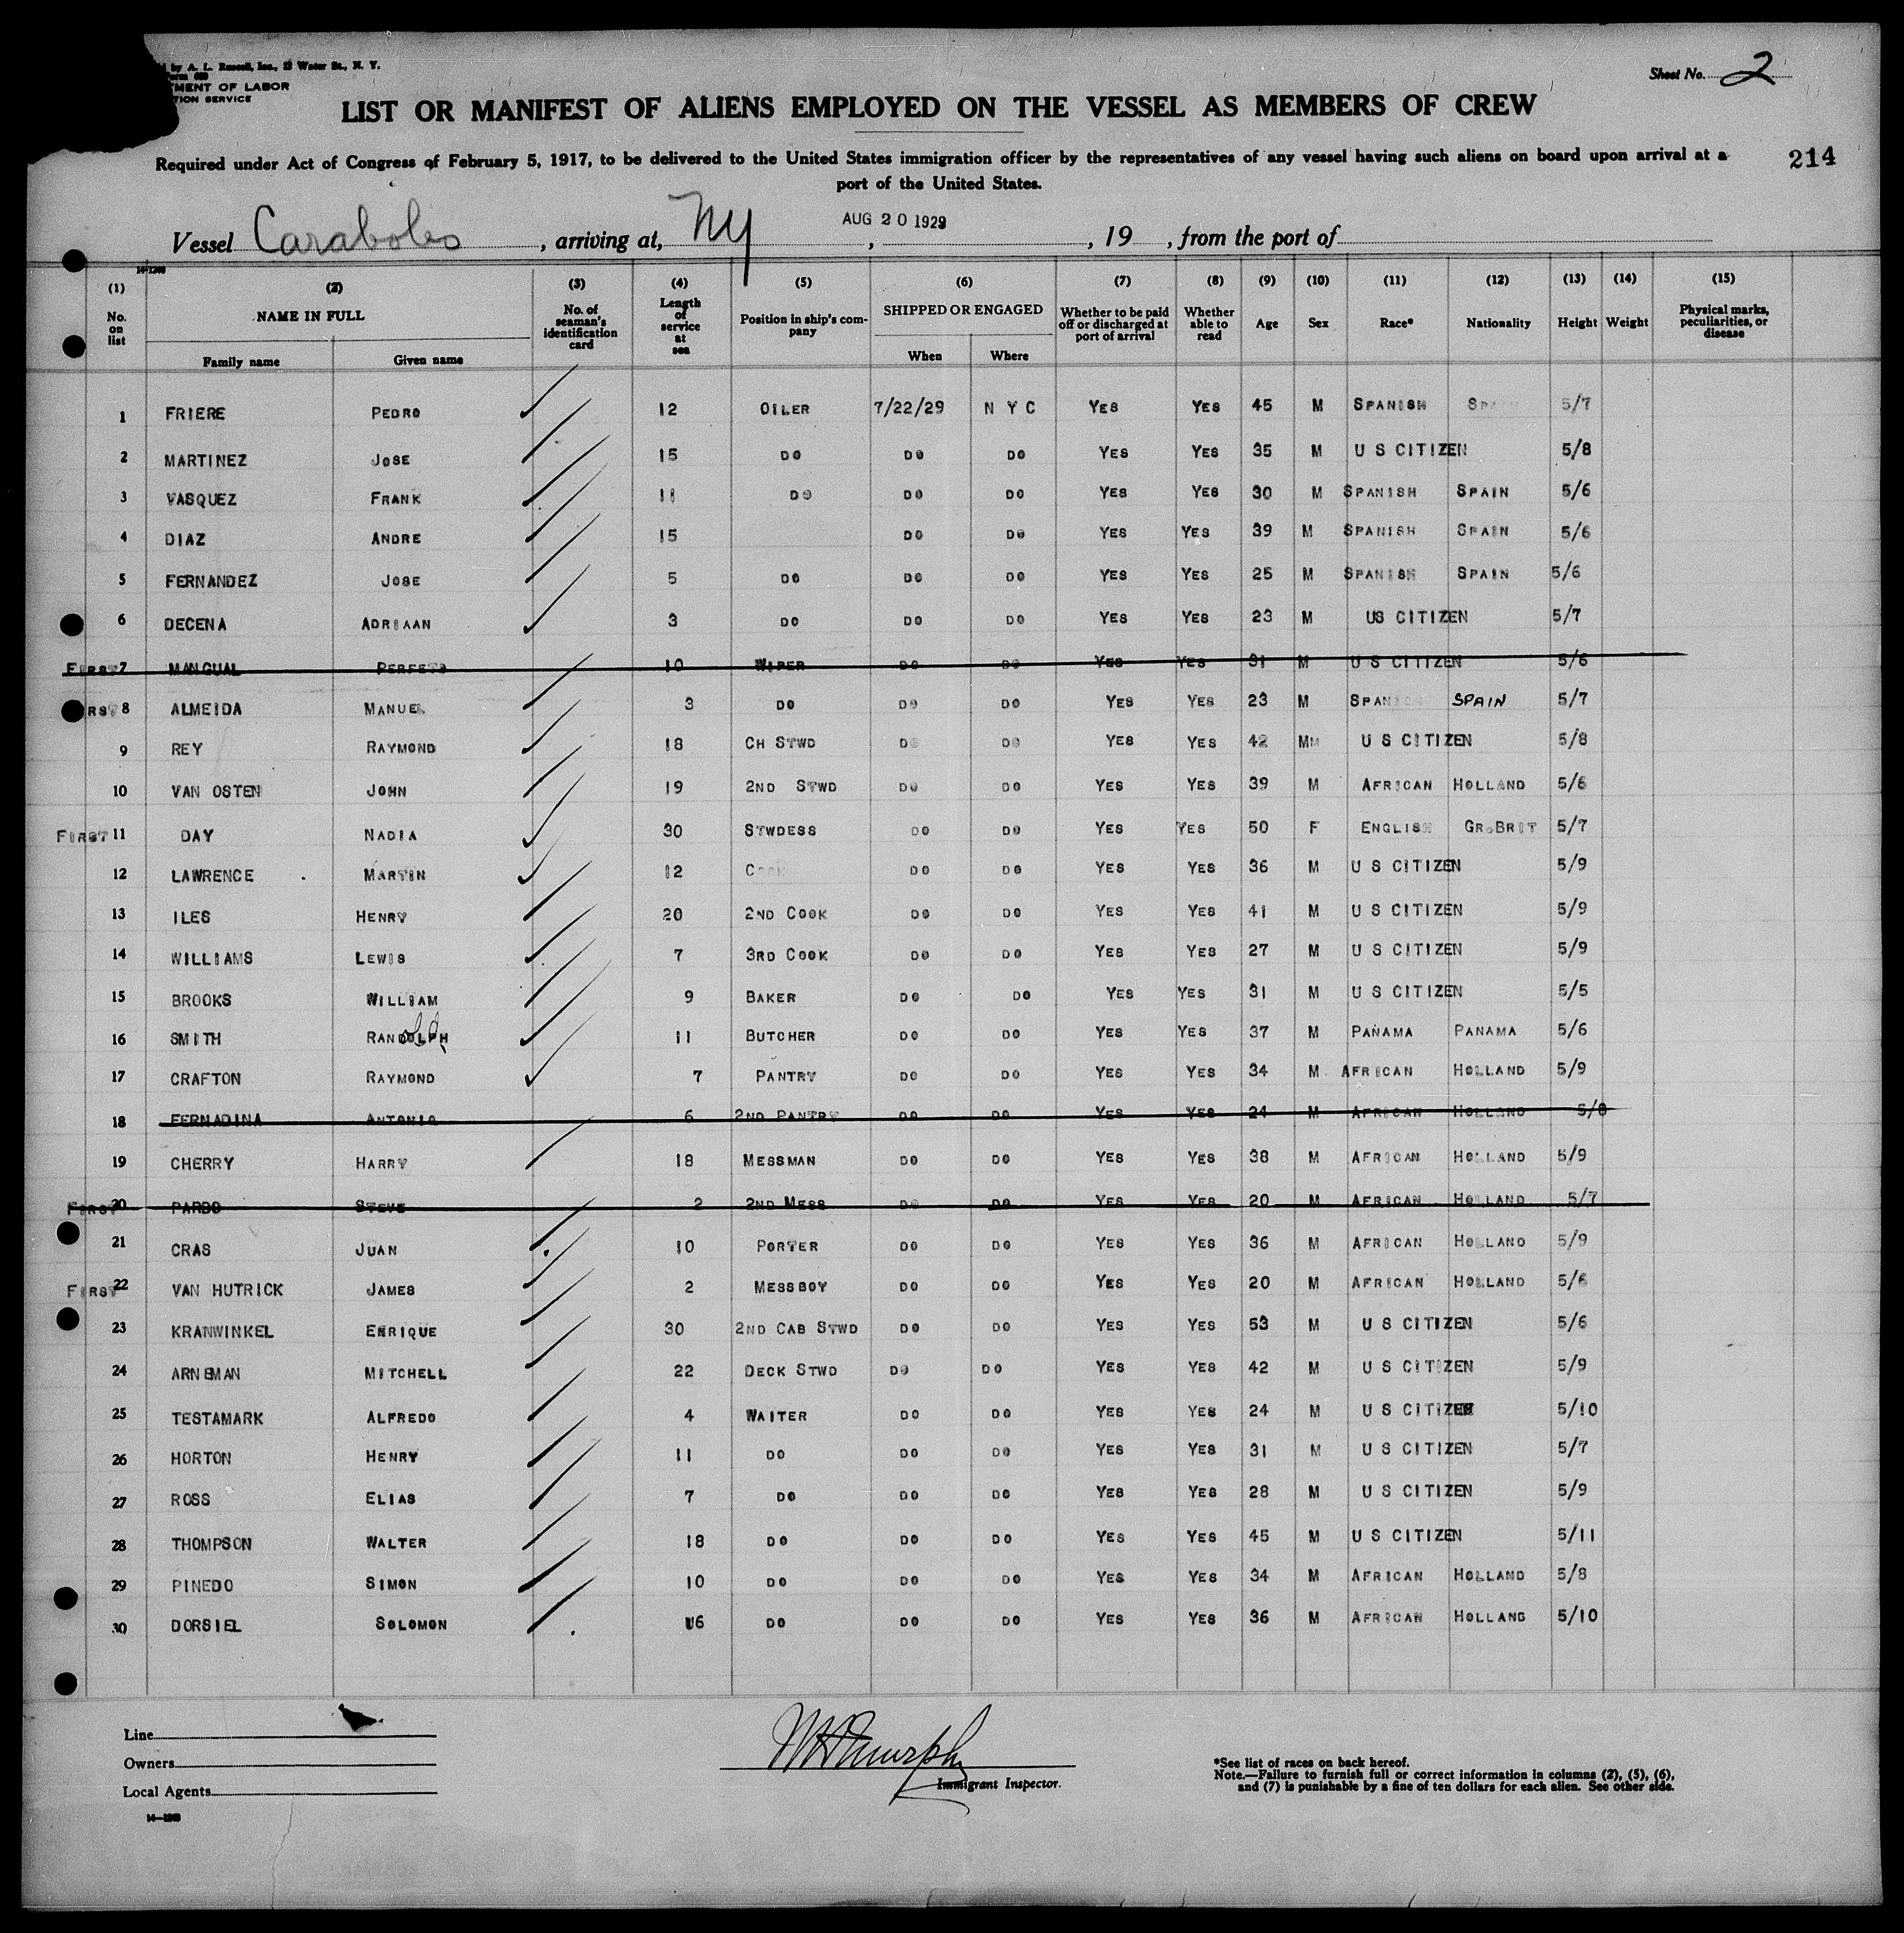 d by A. L. Russell, Inc., Water St., N. Y.
TMENT OF LABOR
TION SERVICE
Sheet No. 2
LIST OR MANIFEST OF ALIENS EMPLOYED ON THE VESSEL AS MEMBERS OF CREW
Required under Act of Congress of February 5, 1917, to be delivered to the United States immigration officer by the representatives of any vessel having such aliens on board upon arrival at a
port of the United States.
214
Vessel Carabobo, arriving at, NY, AUG 20 1929, 19 , from the port of
(1) (2) (3) (4) (5) (6) (7) (8) (9) (10) (11) (12) (13) (14) (15)
No. on list NAME IN FULL Family name Given name No. of seaman's identification card Length of service at sea Position in ship's company SHIPPED OR ENGAGED When Where Whether to be paid off or discharged at port of arrival Whether able to read Age Sex Race* Nationality Height Weight Physical marks, peculiarities, or disease
1 FRIERE PEDRO 12 OILER 7/22/29 N Y C YES YES 45 M SPANISH SPAIN 5/7
2 MARTINEZ JOSE 15 DO DO DO YES YES 35 M U S CITIZEN 5/8
3 VASQUEZ FRANK 11 DO DO DO YES YES 30 M SPANISH SPAIN 5/6
4 DIAZ ANDRE 15 DO DO YES YES 39 M SPANISH SPAIN 5/6
5 FERNANDEZ JOSE 5 DO DO DO YES YES 25 M SPANISH SPAIN 5/6
6 DECENA ADRIAAN 3 DO DO DO YES YES 23 M US CITIZEN 5/7
FIRST 7 MANGUAL PERFETO 10 WIPER DO DO YES YES 31 M U S CITIZEN 5/6
RST 8 ALMEIDA MANUEL 3 DO DO DO YES YES 23 M SPANISH SPAIN 5/7
9 REY RAYMOND 18 CH STWD DO DO YES YES 42 MM U S CITIZEN 5/8
10 VAN OSTEN JOHN 19 2ND STWD DO DO YES YES 39 M AFRICAN HOLLAND 5/6
FIRST 11 DAY NADIA 30 STWDESS DO DO YES YES 50 F ENGLISH GR.BRIT 5/7
12 LAWRENCE MARTIN 12 COOK DO DO YES YES 36 M U S CITIZEN 5/9
13 ILES HENRY 20 2ND COOK DO DO YES YES 41 M U S CITIZEN 5/9
14 WILLIAMS LEWIS 7 3RD COOK DO DO YES YES 27 M U S CITIZEN 5/9
15 BROOKS WILLIAM 9 BAKER DO DO YES YES 31 M U S CITIZEN 5/5
16 SMITH RANDOLPH 11 BUTCHER DO DO YES YES 37 M PANAMA PANAMA 5/6
17 CRAFTON RAYMOND 7 PANTRY DO DO YES YES 34 M AFRICAN HOLLAND 5/9
18 FERNADINA ANTONIO 6 2ND PANTRY DO DO YES YES 24 M AFRICAN HOLLAND 5/8
19 CHERRY HARRY 18 MESSMAN DO DO YES YES 38 M AFRICAN HOLLAND 5/9
FIRST 20 PARDO STEVE 2 2ND MESS DO DO YES YES 20 M AFRICAN HOLLAND 5/7
21 CRAS JUAN 10 PORTER DO DO YES YES 36 M AFRICAN HOLLAND 5/9
FIRST 22 VAN HUTRICK JAMES 2 MESSBOY DO DO YES YES 20 M AFRICAN HOLLAND 5/6
23 KRANWINKEL ENRIQUE 30 2ND CAB STWD DO DO YES YES 53 M U S CITIZEN 5/6
24 ARNEMAN MITCHELL 22 DECK STWD DO DO YES YES 42 M U S CITIZEN 5/9
25 TESTAMARK ALFREDO 4 WAITER DO DO YES YES 24 M U S CITIZEN 5/10
26 HORTON HENRY 11 DO DO DO YES YES 31 M U S CITIZEN 5/7
27 ROSS ELIAS 7 DO DO DO YES YES 28 M U S CITIZEN 5/9
28 THOMPSON WALTER 18 DO DO DO YES YES 45 M U S CITIZEN 5/11
29 PINEDO SIMON 10 DO DO DO YES YES 34 M AFRICAN HOLLAND 5/8
30 DORSIEL SOLOMON 16 DO DO DO YES YES 36 M AFRICAN HOLLAND 5/10
Line
Owners
Local Agents
Immigrant Inspector.
*See list of races on back hereof.
Note.—Failure to furnish full or correct information in columns (2), (5), (6),
and (7) is punishable by a fine of ten dollars for each alien. See other side.